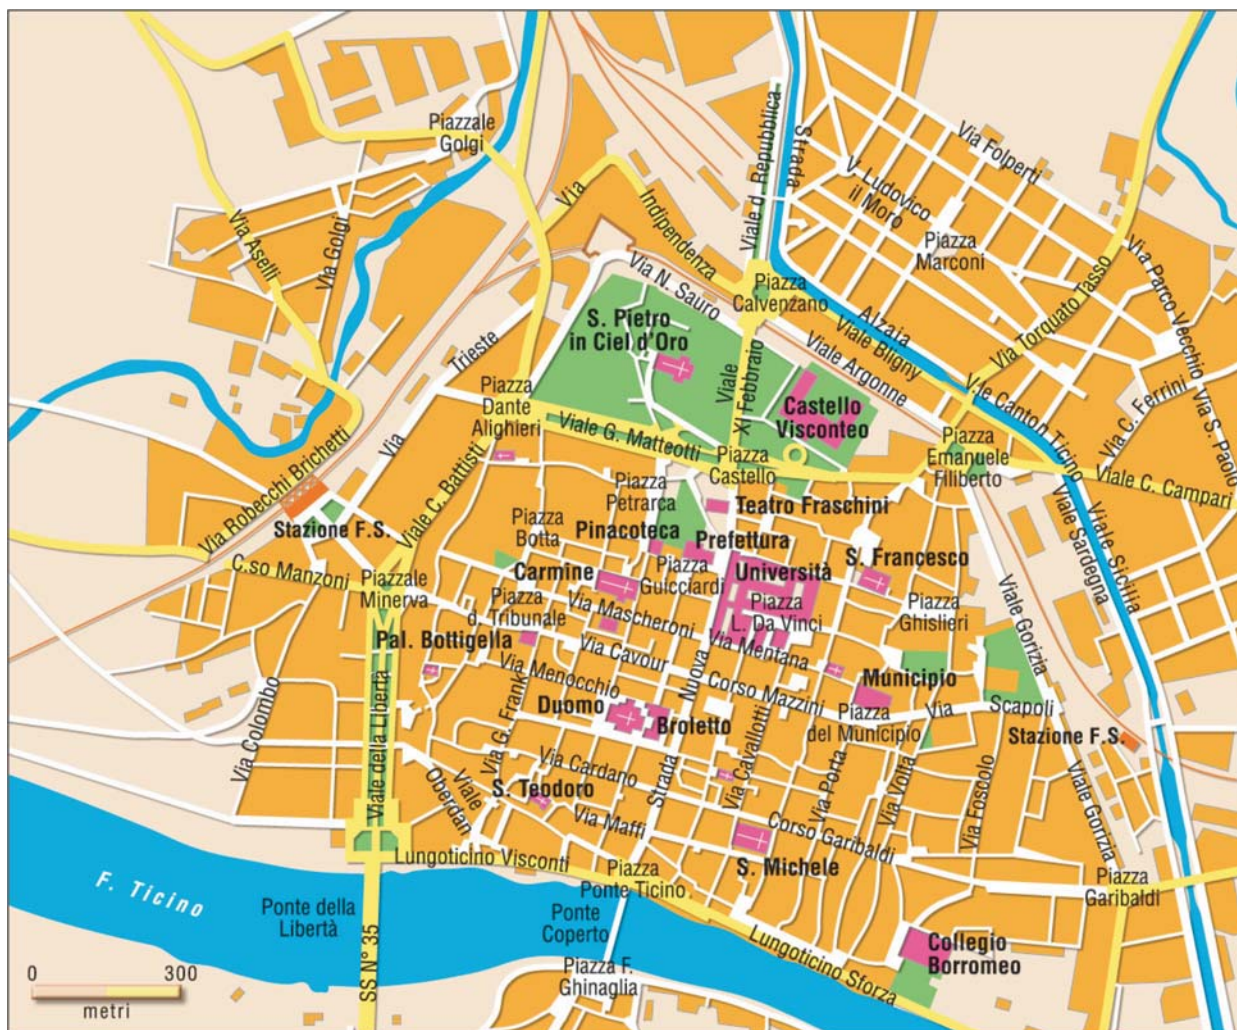 Piazzale
Golgi
Via Aselli
Via Golgi
Via
Indipendenza
Viale d. Repubblica
Strada
Alzaia
Via Folperti
V. Ludovico
il Moro
Piazza
Marconi
Via Torquato Tasso
Via Parco Vecchio
Via S. Paolo
Via N. Sauro
Piazza
Calvenzano
Viale Bligny
Viale Argonne
S. Pietro
in Ciel d'Oro
Viale
XI Febbraio
Castello
Visconteo
V.le Canton Ticino
Via C. Ferrini
Via
Trieste
Piazza
Dante
Alighieri
Viale G. Matteotti
Piazza
Castello
Piazza
Emanuele
Filiberto
Viale C. Campari
Via Robecchi Brichetti
Viale C. Battisti
Stazione F.S.
Piazza
Petrarca
Teatro Fraschini
Piazza
Botta
Pinacoteca
Prefettura
S. Francesco
Viale Sardegna
Viale Sicilia
C.so Manzoni
Piazzale
Minerva
Carmine
Piazza
Guicciardi
Università
Piazza
L. Da Vinci
Piazza
Ghislieri
Viale Gorizia
Piazza
d. Tribunale
Via Mascheroni
Pal. Bottigella
Via Cavour
Via Mentana
Via Menocchio
Municipio
Corso Mazzini
Via Colombo
Viale della Libertà
Via G. Frank
Duomo
Broletto
Strada
Nuova
Piazza
del Municipio
Via
Scapoli
Stazione F.S.
Via Cardano
Via Cavallotti
Via Porta
Via Volta
Via Foscolo
Viale Gorizia
Viale
Oberdan
S. Teodoro
Via Maffi
Corso Garibaldi
S. Michele
Lungoticino Visconti
Piazza
Ponte Ticino
Piazza
Garibaldi
F. Ticino
Ponte della
Libertà
SS N° 35
Ponte
Coperto
Lungoticino Sforza
Collegio
Borromeo
Piazza F.
Ghinaglia
0 300
metri